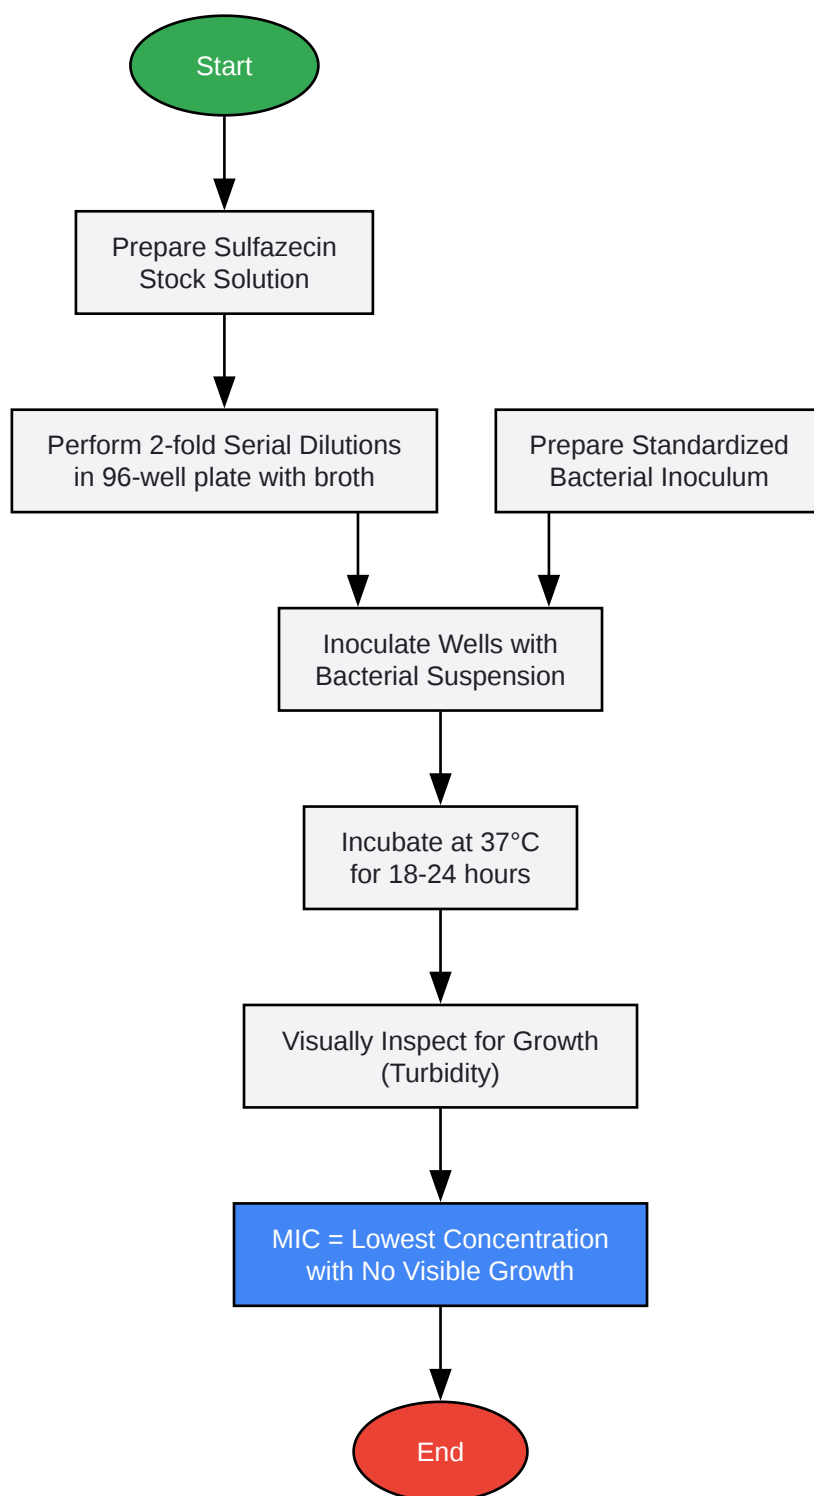 Start
Prepare Sulfazecin
Stock Solution
Perform 2-fold Serial Dilutions
in 96-well plate with broth
Prepare Standardized
Bacterial Inoculum
Inoculate Wells with
Bacterial Suspension
Incubate at 37°C
for 18-24 hours
Visually Inspect for Growth
(Turbidity)
MIC = Lowest Concentration
with No Visible Growth
End